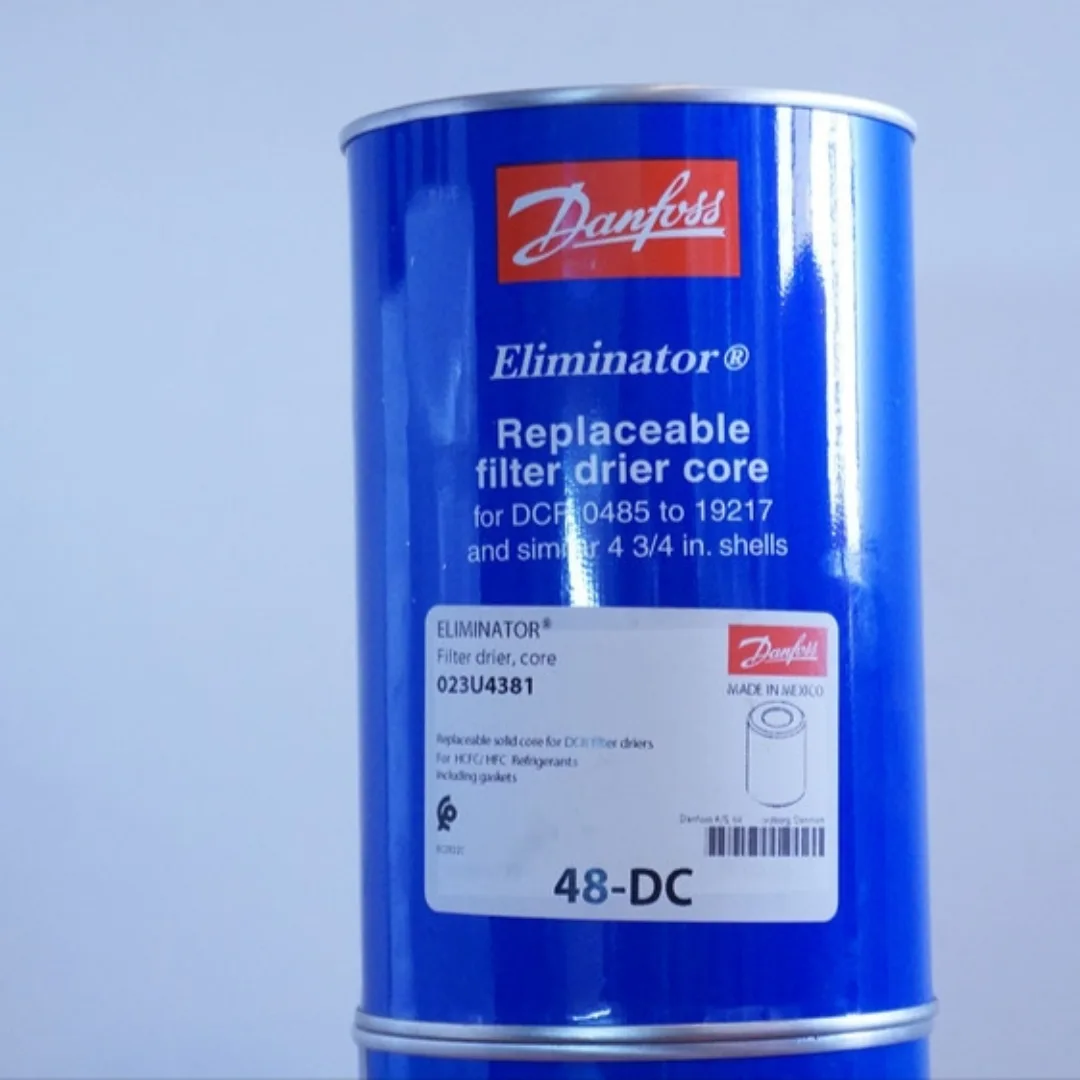 Danfoss
Eliminator®
Replaceable
filter drier core
for DCR 0485 to 19217
and similar 4 3/4 in. shells
ELIMINATOR®
Filter drier, core
023U4381
Danfoss
MADE IN MEXICO
Replaceable solid core for DCR filter driers
For HCFC/HFC Refrigerants
including gaskets
Danfoss A/S, Denmark
48-DC